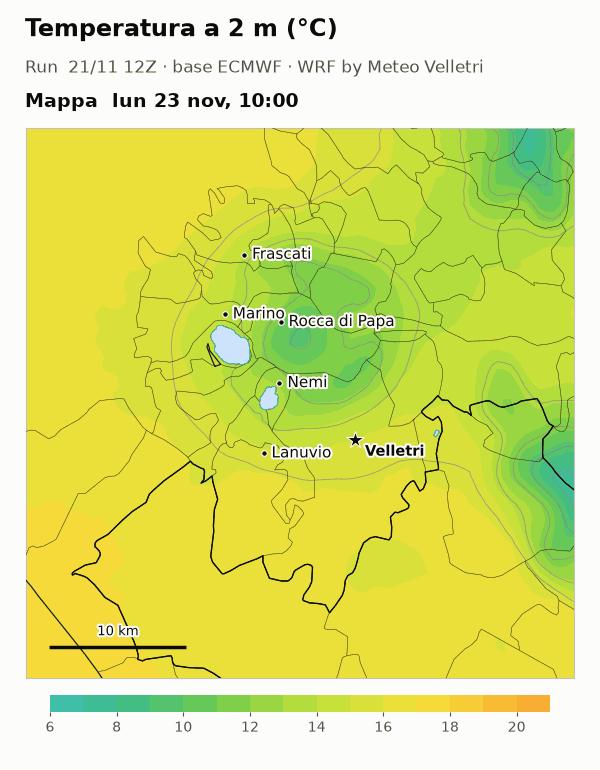 Temperatura a 2 m (°C)
Run  21/11 12Z · base ECMWF · WRF by Meteo Velletri
Mappa  lun 23 nov, 10:00
Frascati
Marino
Rocca di Papa
Nemi
Velletri
Lanuvio
10 km
6 8 10 12 14 16 18 20